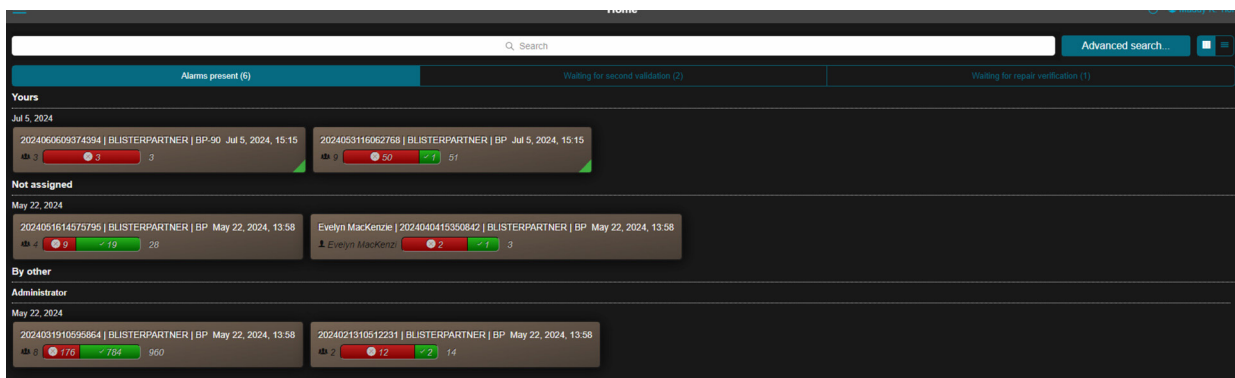 Home
Search
Advanced search...
Alarms present (6)
Waiting for second validation (2)
Waiting for repair verification (1)
Yours
Jul 5, 2024
2024060609374394 | BLISTERPARTNER | BP-90 Jul 5, 2024, 15:15
3 3 3
2024053116062768 | BLISTERPARTNER | BP Jul 5, 2024, 15:15
9 50 1 51
Not assigned
May 22, 2024
2024051614575795 | BLISTERPARTNER | BP May 22, 2024, 13:58
4 9 19 28
Evelyn MacKenzie | 2024040415350842 | BLISTERPARTNER | BP May 22, 2024, 13:58
Evelyn MacKenzi 2 1 3
By other
Administrator
May 22, 2024
2024031910595864 | BLISTERPARTNER | BP May 22, 2024, 13:58
8 176 784 960
2024021310512231 | BLISTERPARTNER | BP May 22, 2024, 13:58
2 12 2 14